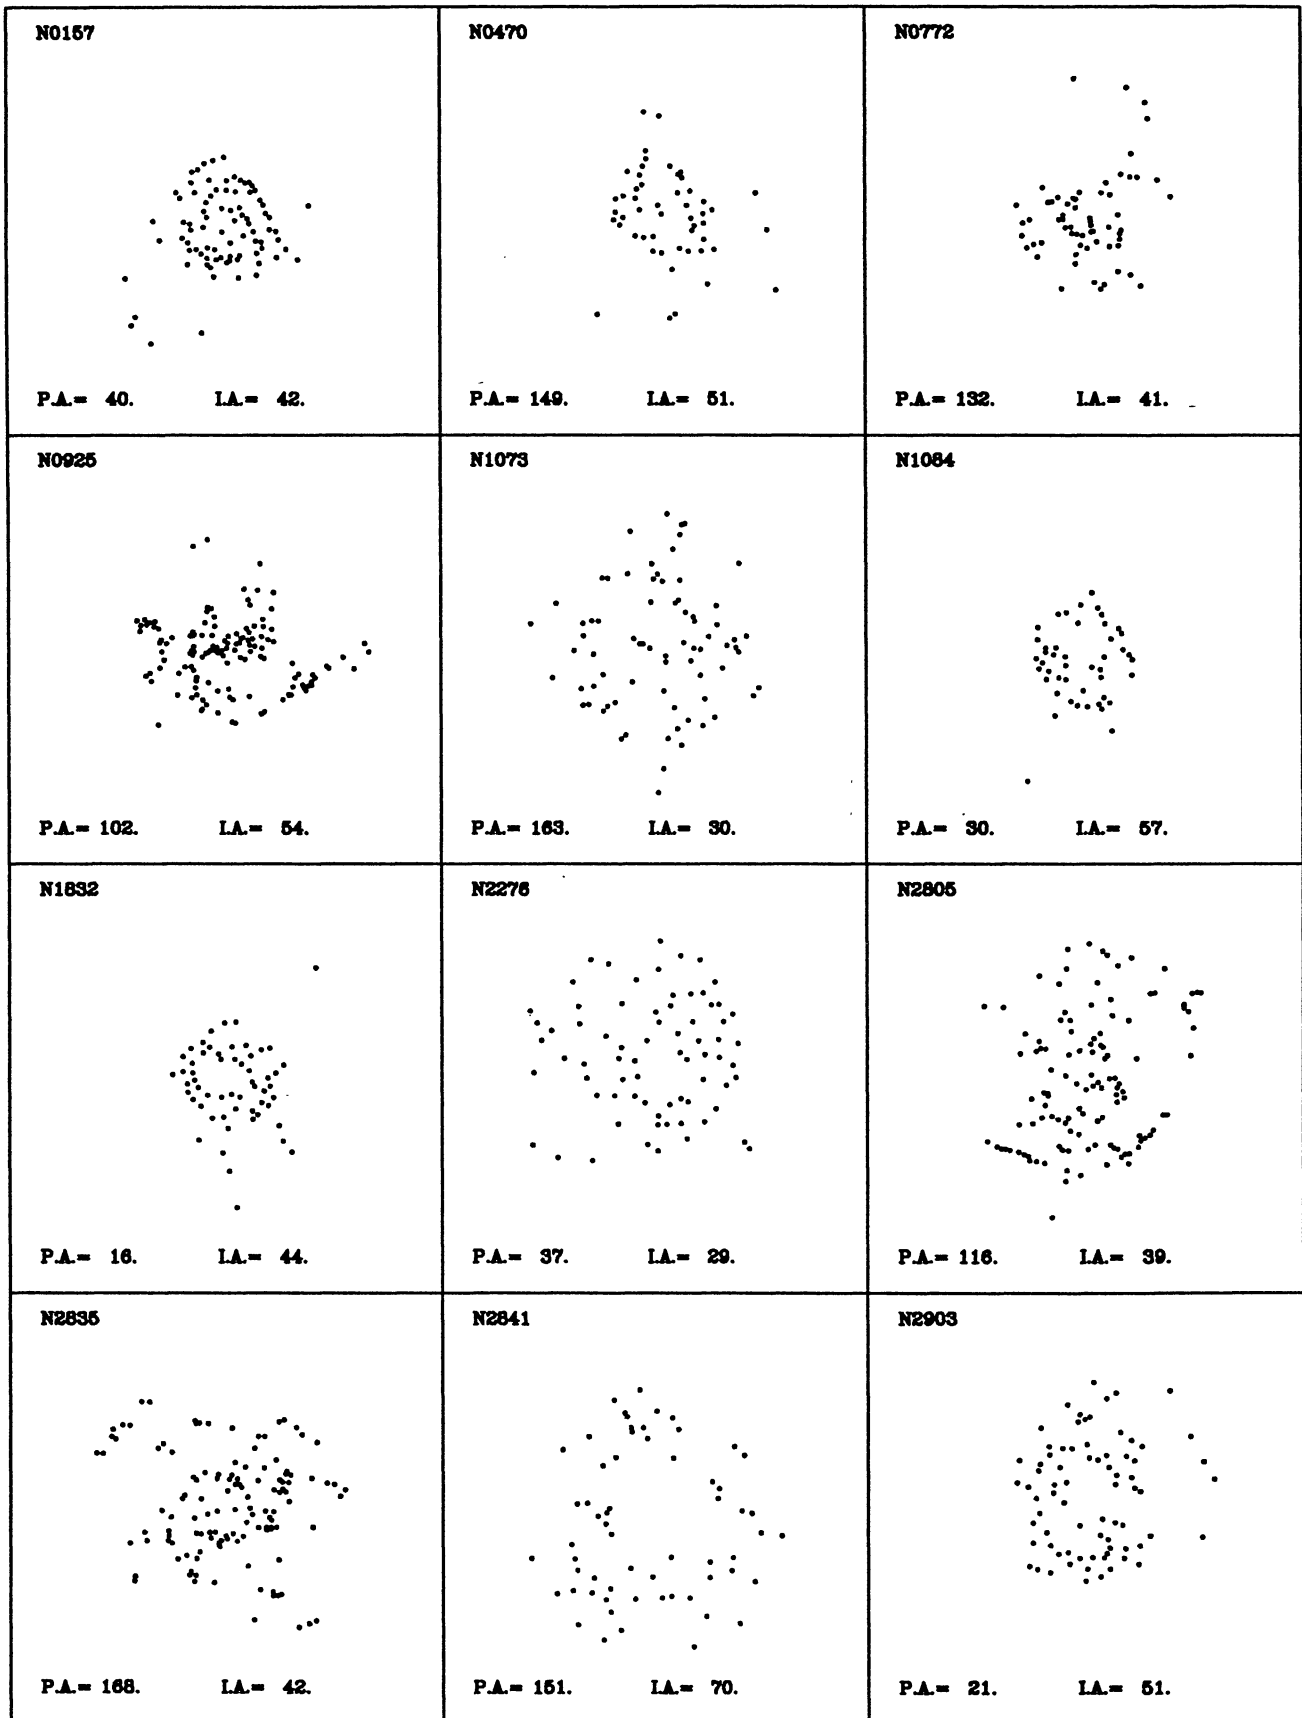 N0157
N0470
N0772
P.A.= 40. I.A.= 42.
P.A.= 149. I.A.= 51.
P.A.= 132. I.A.= 41.
N0925
N1073
N1084
P.A.= 102. I.A.= 54.
P.A.= 163. I.A.= 30.
P.A.= 30. I.A.= 57.
N1832
N2276
N2805
P.A.= 16. I.A.= 44.
P.A.= 37. I.A.= 29.
P.A.= 116. I.A.= 39.
N2835
N2841
N2903
P.A.= 168. I.A.= 42.
P.A.= 151. I.A.= 70.
P.A.= 21. I.A.= 51.